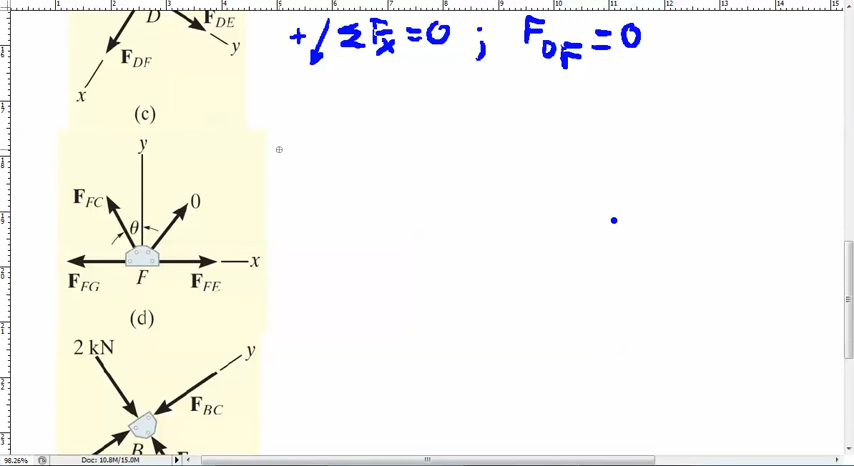 D F_DE
y
F_DF
x
(c)
+↙ ΣF_x = 0 ; F_DF = 0
y
F_FC 0
θ
x
F_FG F F_FE
(d)
2 kN y
F_BC
B
98.26% Doc: 10.8M/15.0M